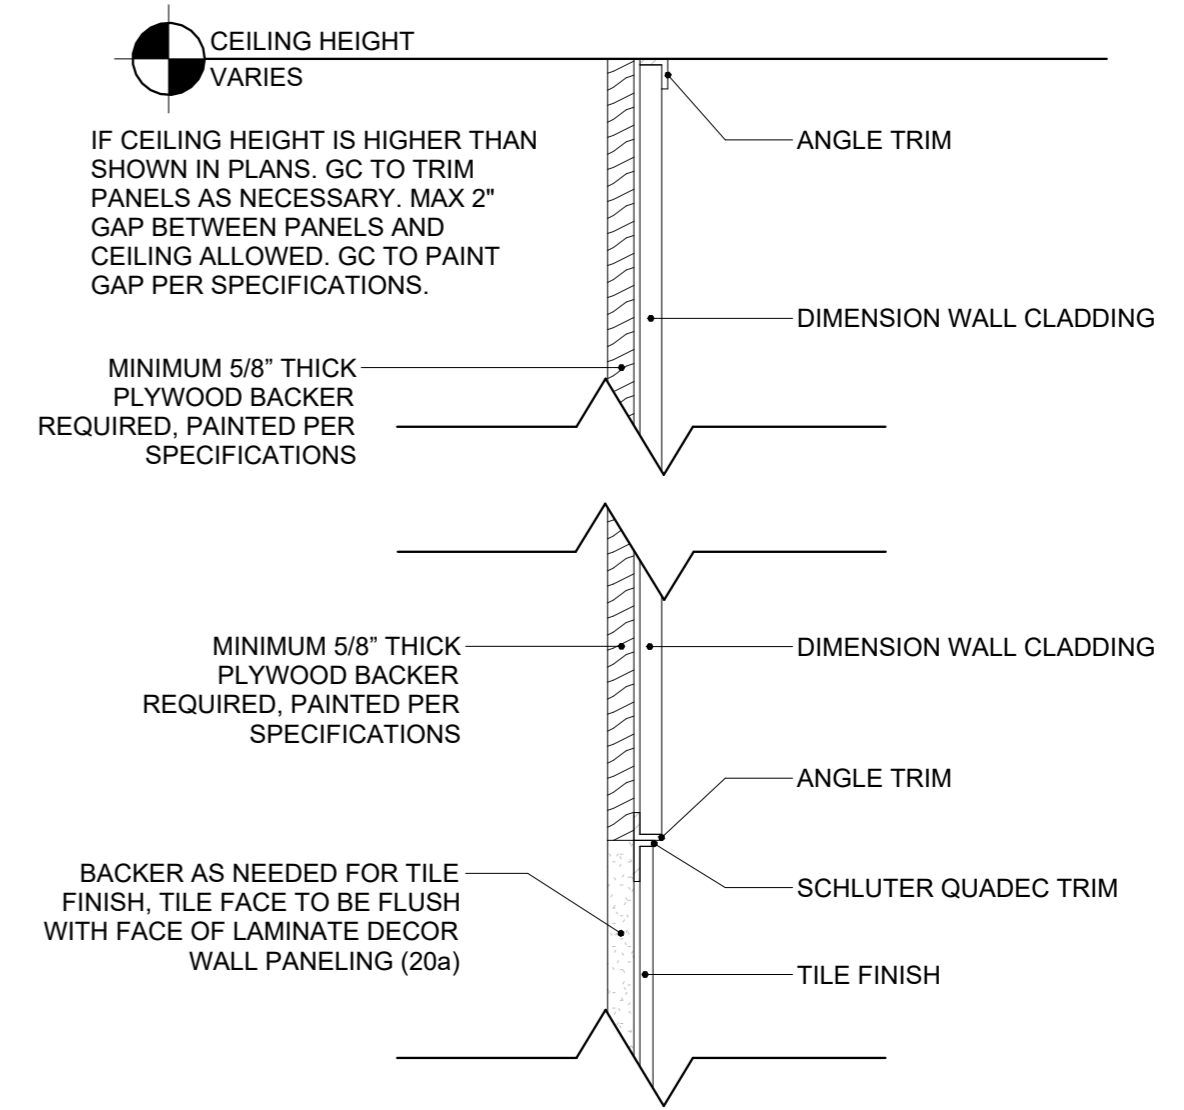 CEILING HEIGHT
VARIES
IF CEILING HEIGHT IS HIGHER THAN
SHOWN IN PLANS. GC TO TRIM
PANELS AS NECESSARY. MAX 2"
GAP BETWEEN PANELS AND
CEILING ALLOWED. GC TO PAINT
GAP PER SPECIFICATIONS.
ANGLE TRIM
DIMENSION WALL CLADDING
MINIMUM 5/8” THICK
PLYWOOD BACKER
REQUIRED, PAINTED PER
SPECIFICATIONS
MINIMUM 5/8” THICK
PLYWOOD BACKER
REQUIRED, PAINTED PER
SPECIFICATIONS
DIMENSION WALL CLADDING
ANGLE TRIM
BACKER AS NEEDED FOR TILE
FINISH, TILE FACE TO BE FLUSH
WITH FACE OF LAMINATE DECOR
WALL PANELING (20a)
SCHLUTER QUADEC TRIM
TILE FINISH